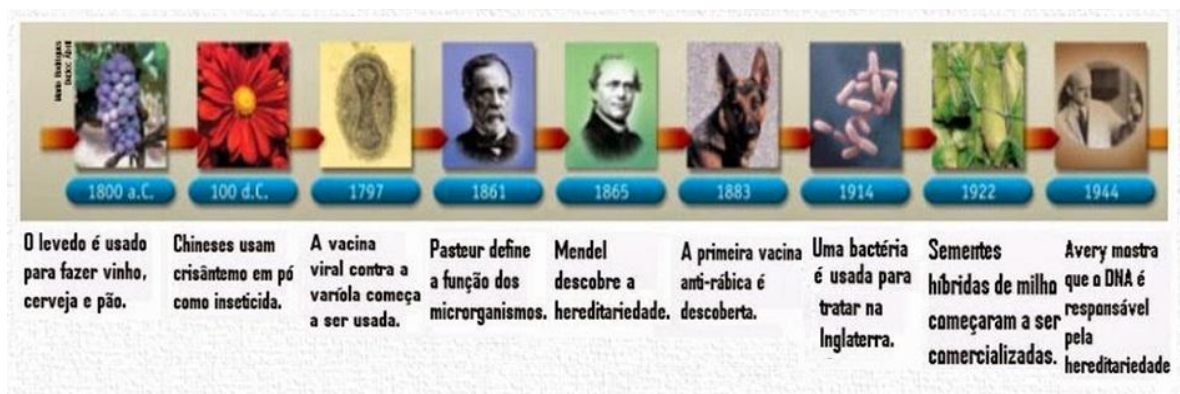 Mario Rodrigues
1800 a.C.
100 d.C.
1797
1861
1865
1883
1914
1922
1944
O levedo é usado
para fazer vinho,
cerveja e pão.
Chineses usam
crisântemo em pó
como inseticida.
A vacina
viral contra a
varíola começa
a ser usada.
Pasteur define
a função dos
microrganismos.
Mendel
descobre a
hereditariedade.
A primeira vacina
anti-rábica é
descoberta.
Uma bactéria
é usada para
tratar na
Inglaterra.
Sementes
híbridas de milho
começaram a ser
comercializadas.
Avery mostra
que o DNA é
responsável
pela
hereditariedade